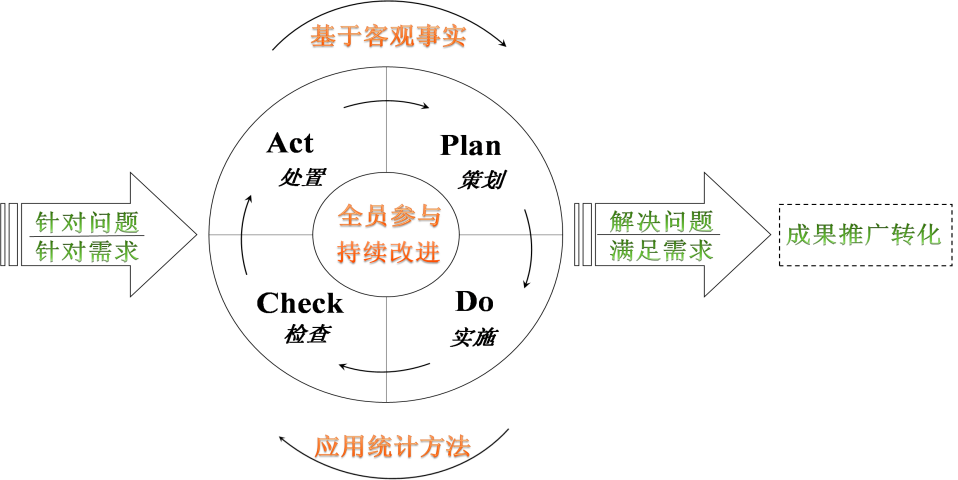 基于客观事实
Act
处置
Plan
策划
针对问题
针对需求
全员参与
持续改进
解决问题
满足需求
成果推广转化
Check
检查
Do
实施
应用统计方法